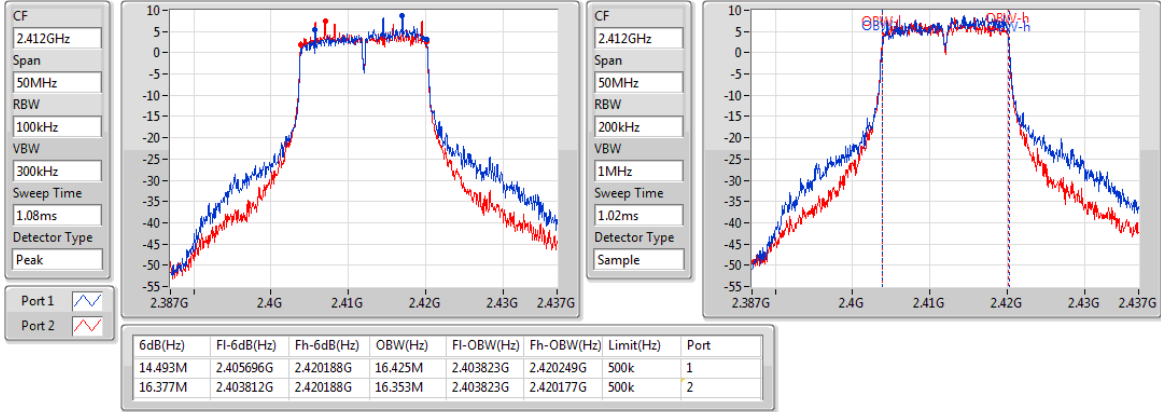 CF
2.412GHz
Span
50MHz
RBW
100kHz
VBW
300kHz
Sweep Time
1.08ms
Detector Type
Peak
Port 1
Port 2
10
5
0
-5
-10
-15
-20
-25
-30
-35
-40
-45
-50
-55
2.387G 2.4G 2.41G 2.42G 2.43G 2.437G
CF
2.412GHz
Span
50MHz
RBW
200kHz
VBW
1MHz
Sweep Time
1.02ms
Detector Type
Sample
10
5
0
-5
-10
-15
-20
-25
-30
-35
-40
-45
-50
-55
2.387G 2.4G 2.41G 2.42G 2.43G 2.437G
OBW-h
6dB(Hz) Fl-6dB(Hz) Fh-6dB(Hz) OBW(Hz) Fl-OBW(Hz) Fh-OBW(Hz) Limit(Hz) Port
14.493M 2.405696G 2.420188G 16.425M 2.403823G 2.420249G 500k 1
16.377M 2.403812G 2.420188G 16.353M 2.403823G 2.420177G 500k 2